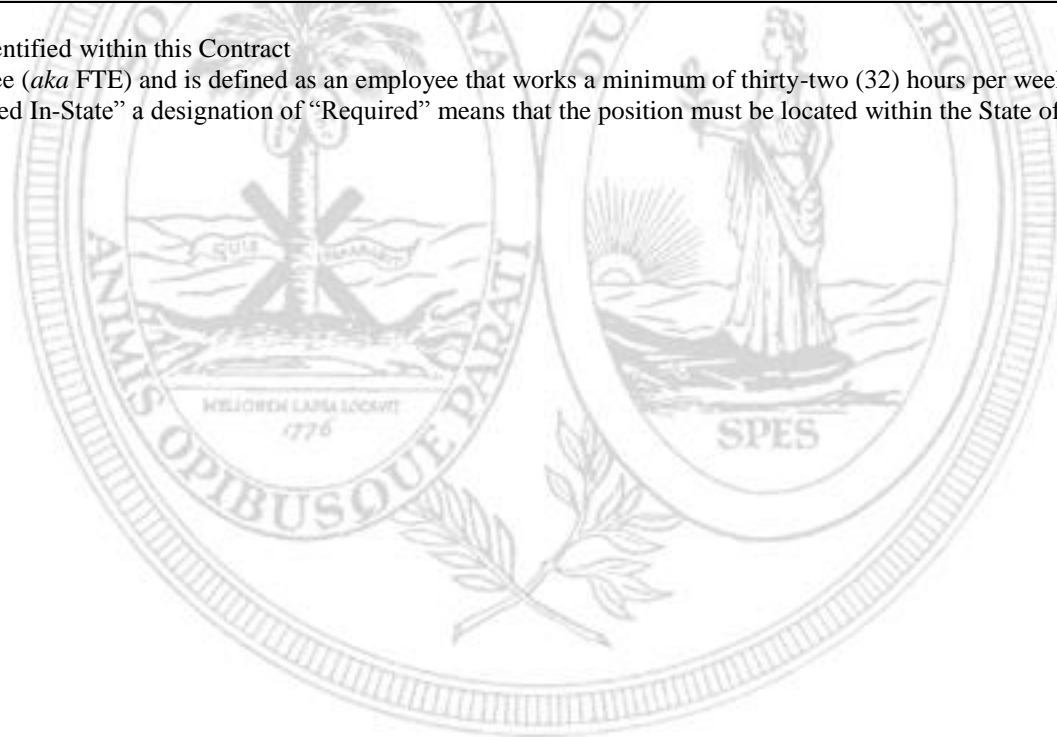 entified within this Contract
ee (aka FTE) and is defined as an employee that works a minimum of thirty-two (32) hours per wee
ed In-State” a designation of “Required” means that the position must be located within the State of
QUIS
ANIMIS OPIBUSQUE PARATI
MELIOREM LAPSA LOCAVIT
1776
SPES